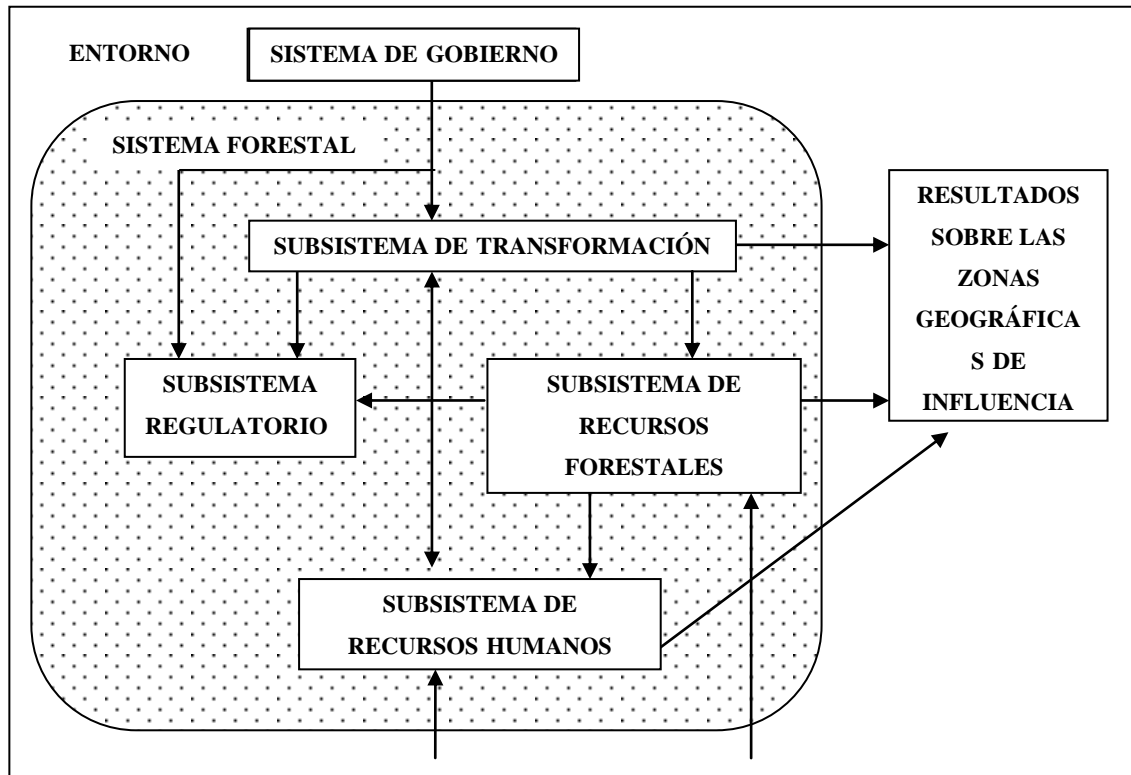 ENTORNO
SISTEMA DE GOBIERNO
SISTEMA FORESTAL
SUBSISTEMA DE TRANSFORMACIÓN
RESULTADOS
SOBRE LAS
ZONAS
GEOGRÁFICA
S DE
INFLUENCIA
SUBSISTEMA
REGULATORIO
SUBSISTEMA DE
RECURSOS
FORESTALES
SUBSISTEMA DE
RECURSOS HUMANOS